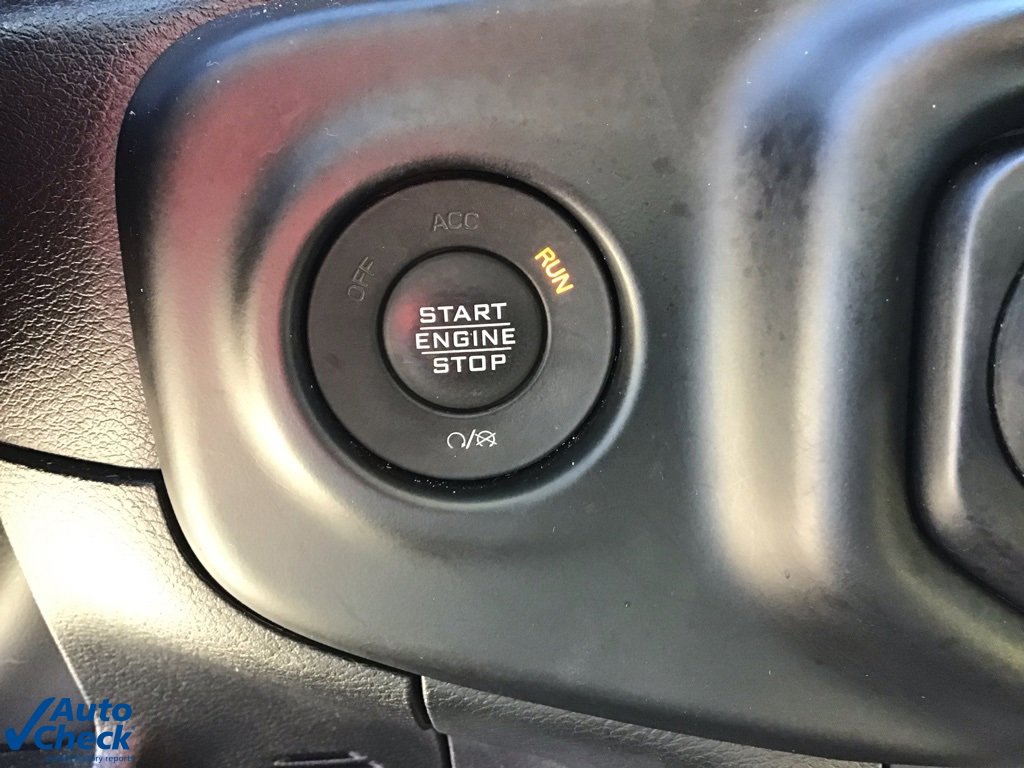 ACC
OFF
RUN
START
ENGINE
STOP
Auto
Check